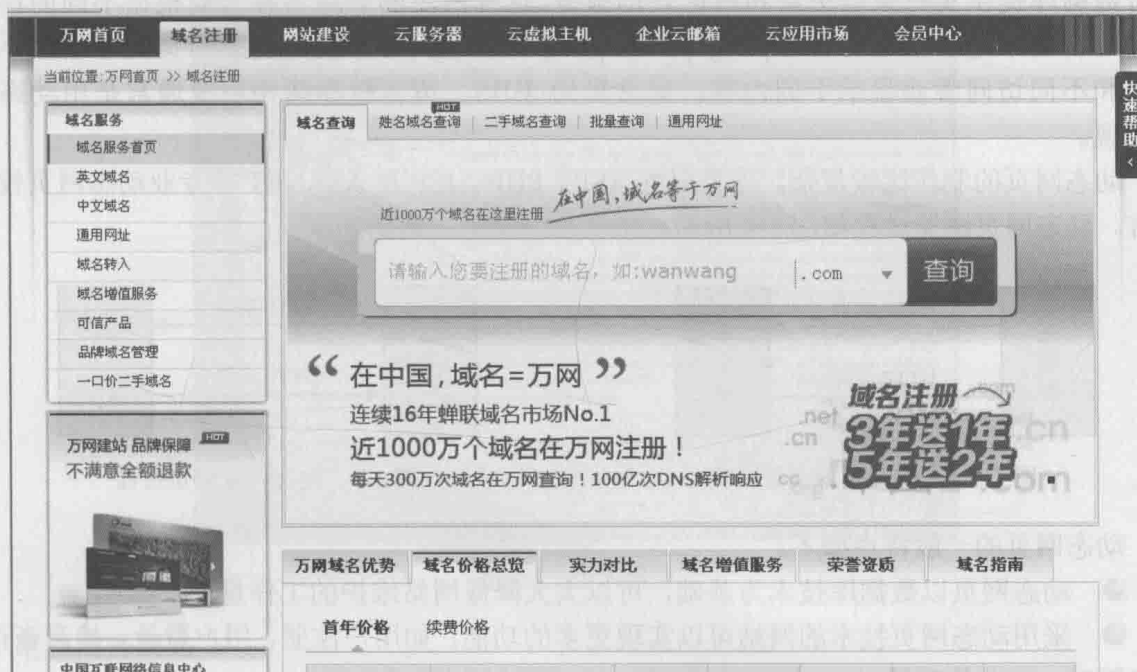 万网首页 域名注册 网站建设 云服务器 云虚拟主机 企业云邮箱 云应用市场 会员中心
当前位置:万网首页 >> 域名注册
快速帮助
域名服务
域名服务首页
英文域名
中文域名
通用网址
域名转入
域名增值服务
可信产品
品牌域名管理
一口价二手域名
万网建站 品牌保障 HOT
不满意全额退款
中国互联网络信息中心
HOT
域名查询 姓名域名查询 | 二手域名查询 | 批量查询 | 通用网址
近1000万个域名在这里注册 在中国,域名等于万网
请输入您要注册的域名，如:wanwang .com 查询
“ 在中国,域名=万网 ”
连续16年蝉联域名市场No.1
近1000万个域名在万网注册！
每天300万次域名在万网查询！100亿次DNS解析响应
域名注册
3年送1年
5年送2年
.net
.cn
.cn
.com
万网域名优势 域名价格总览 实力对比 域名增值服务 荣誉资质 域名指南
首年价格 续费价格